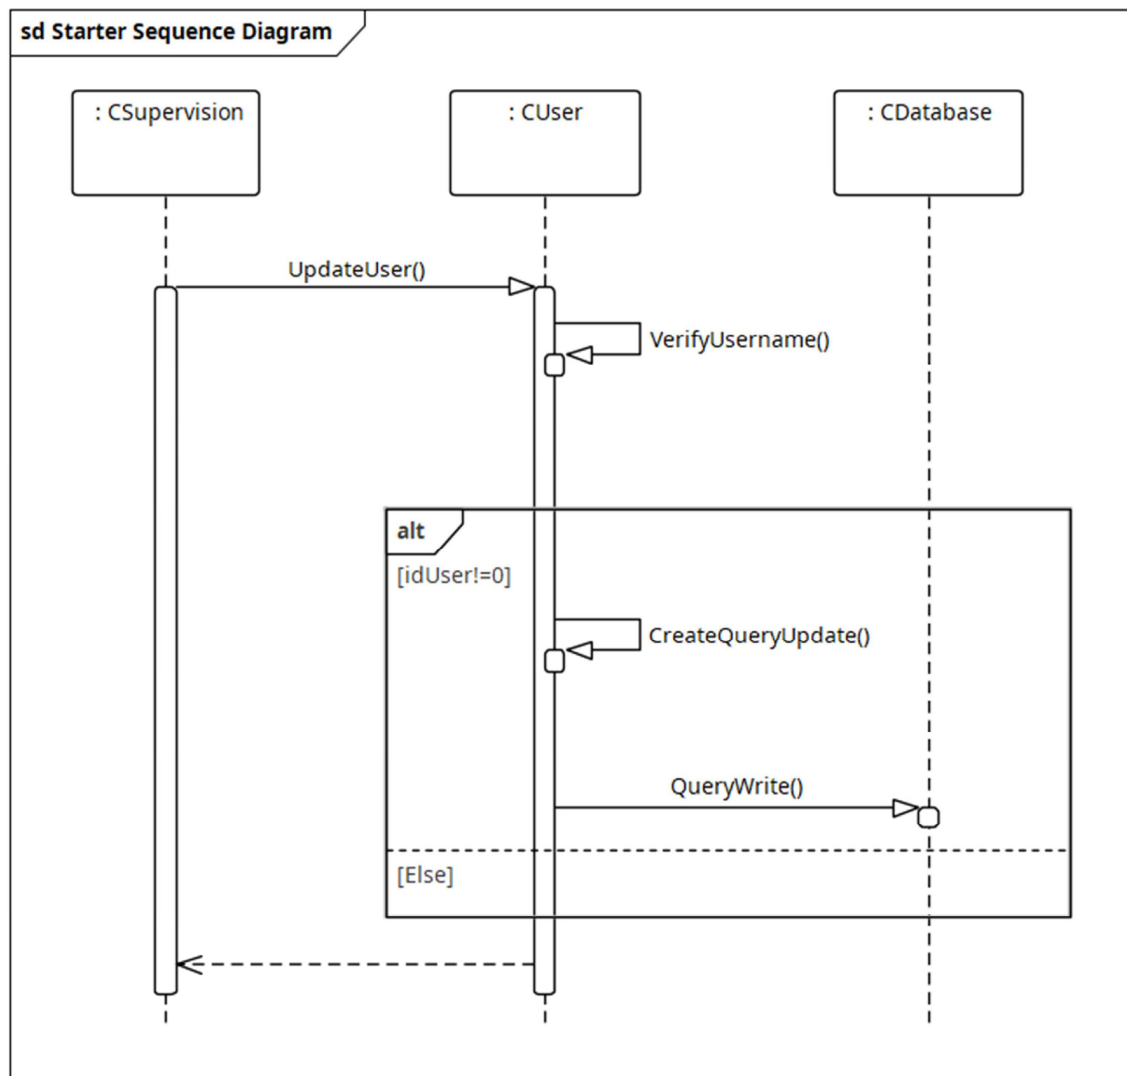 sd Starter Sequence Diagram
: CSupervision
: CUser
: CDatabase
UpdateUser()
VerifyUsername()
alt
[idUser!=0]
CreateQueryUpdate()
QueryWrite()
[Else]